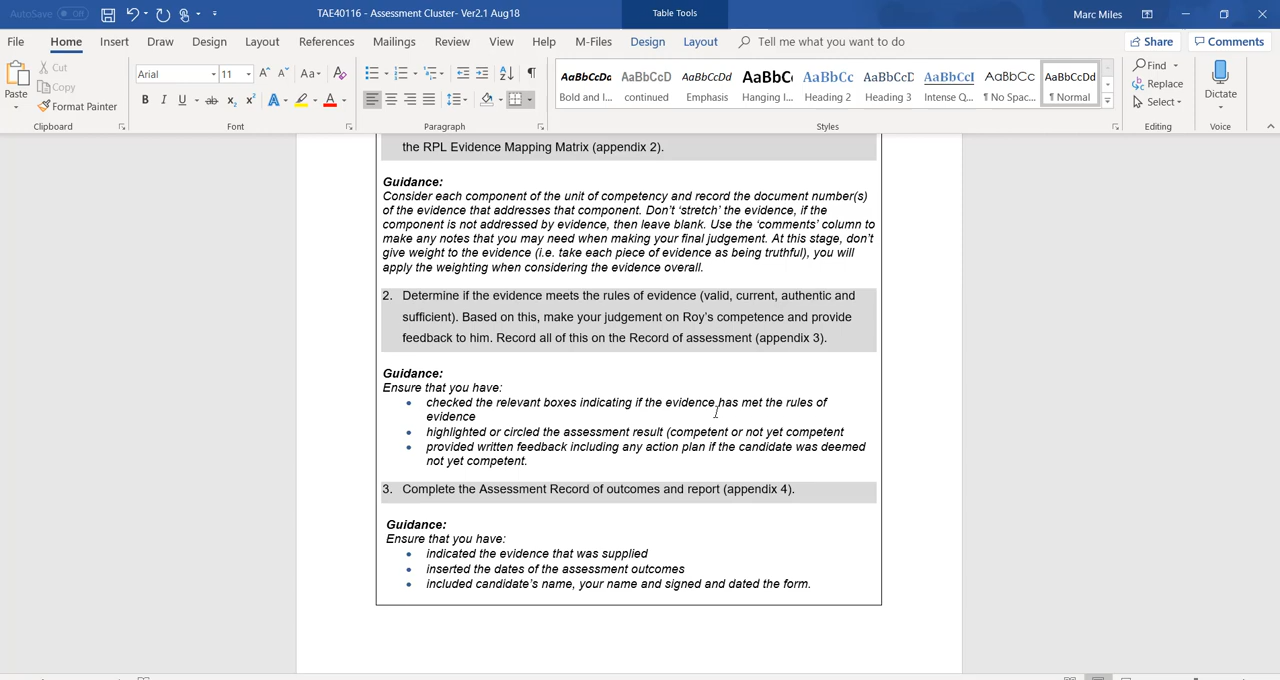 AutoSave Off TAE40116 - Assessment Cluster- Ver2.1 Aug18 Table Tools Marc Miles
File Home Insert Draw Design Layout References Mailings Review View Help M-Files Design Layout Tell me what you want to do Share Comments
Paste Cut Copy Format Painter
Clipboard
Arial 11
Font
Paragraph
AaBbCcDc AaBbCcD AaBbCcDd AaBbCc AaBbCc AaBbCcD AaBbCcI AaBbCcD AaBbCcDd
Bold and I... continued Emphasis Hanging I... Heading 2 Heading 3 Intense Q... ¶ No Spac... ¶ Normal
Styles
Find Replace Select
Editing
Dictate
Voice
the RPL Evidence Mapping Matrix (appendix 2).
Guidance:
Consider each component of the unit of competency and record the document number(s)
of the evidence that addresses that component. Don’t ‘stretch’ the evidence, if the
component is not addressed by evidence, then leave blank. Use the ‘comments’ column to
make any notes that you may need when making your final judgement. At this stage, don’t
give weight to the evidence (i.e. take each piece of evidence as being truthful), you will
apply the weighting when considering the evidence overall.
2. Determine if the evidence meets the rules of evidence (valid, current, authentic and
sufficient). Based on this, make your judgement on Roy’s competence and provide
feedback to him. Record all of this on the Record of assessment (appendix 3).
Guidance:
Ensure that you have:
• checked the relevant boxes indicating if the evidence has met the rules of
evidence
• highlighted or circled the assessment result (competent or not yet competent
• provided written feedback including any action plan if the candidate was deemed
not yet competent.
3. Complete the Assessment Record of outcomes and report (appendix 4).
Guidance:
Ensure that you have:
• indicated the evidence that was supplied
• inserted the dates of the assessment outcomes
• included candidate’s name, your name and signed and dated the form.